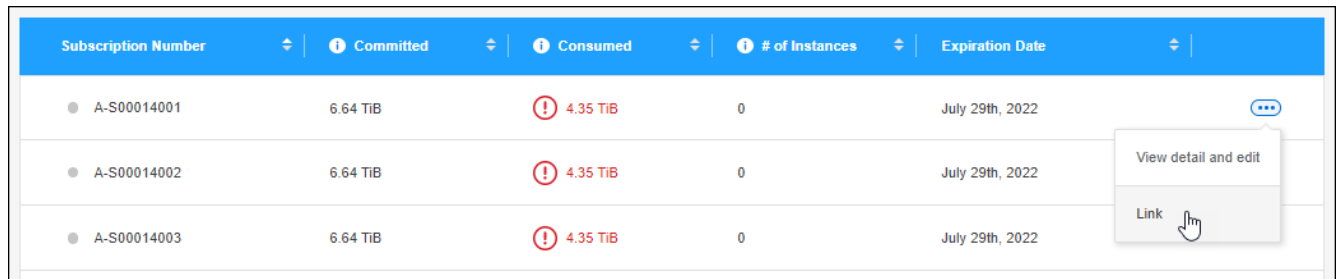 Subscription Number Committed Consumed # of Instances Expiration Date
A-S00014001 6.64 TiB 4.35 TiB 0 July 29th, 2022
View detail and edit
A-S00014002 6.64 TiB 4.35 TiB 0 July 29th, 2022
Link
A-S00014003 6.64 TiB 4.35 TiB 0 July 29th, 2022